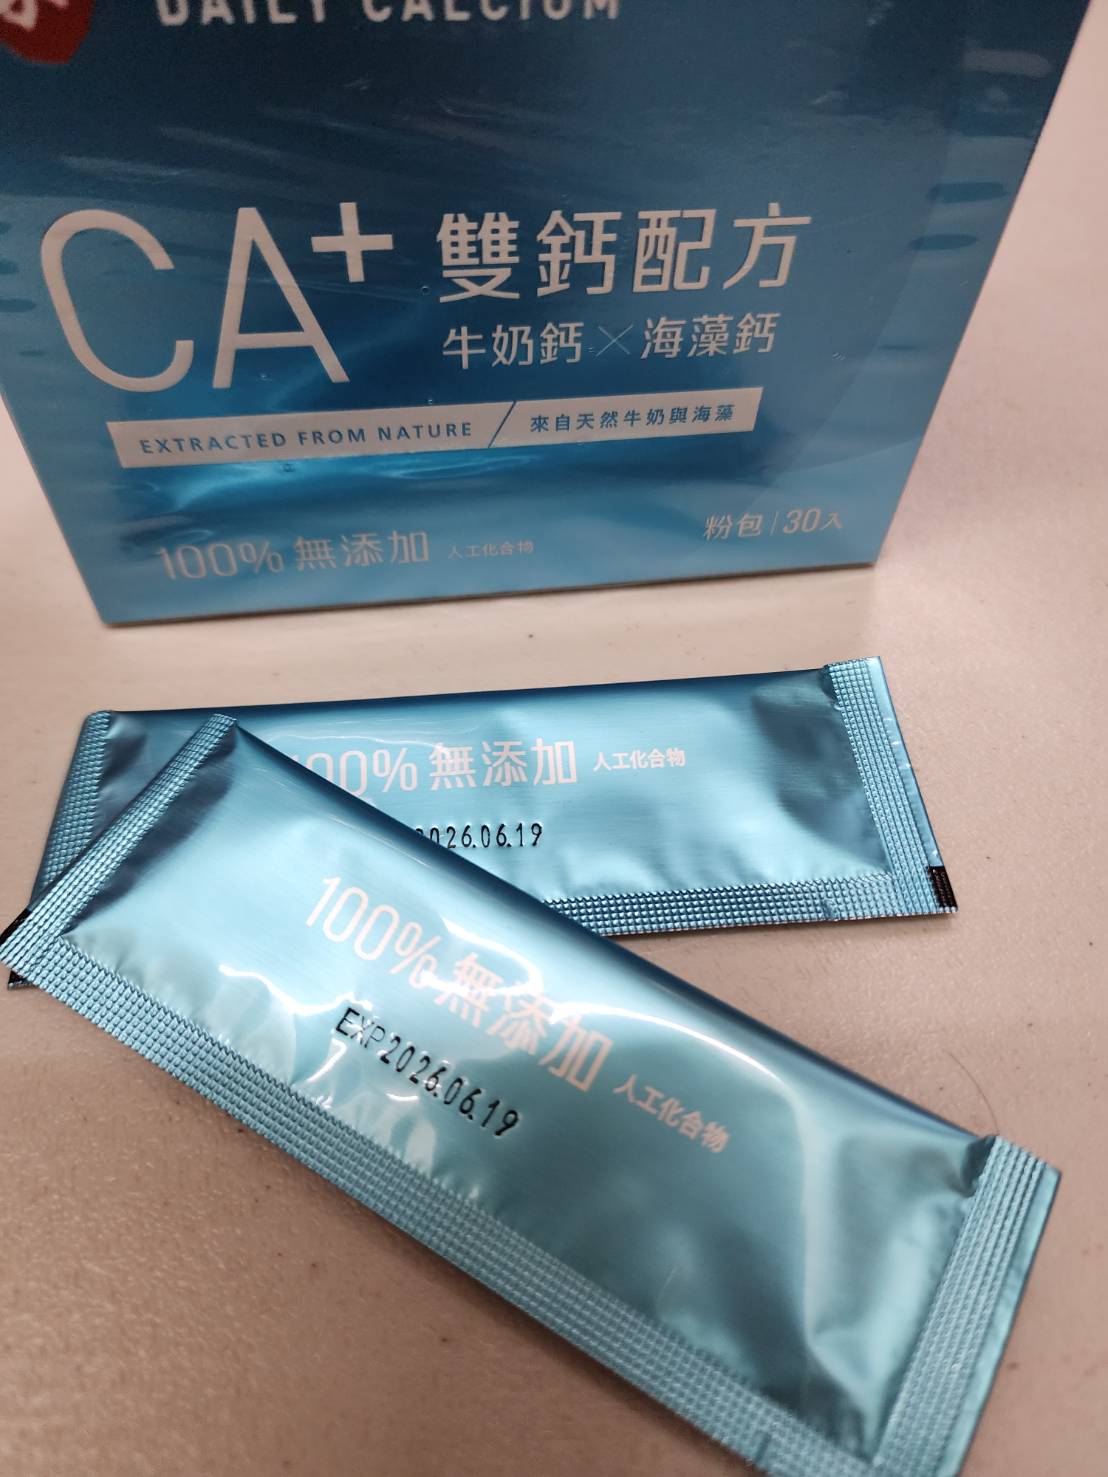 DAILY CALCIUM
CA+ 雙鈣配方
牛奶鈣×海藻鈣
EXTRACTED FROM NATURE / 來自天然牛奶與海藻
粉包|30入
100% 無添加 人工化合物
100% 無添加 人工化合物
2026.06.19
100% 無添加 人工化合物
EXP2026.06.19